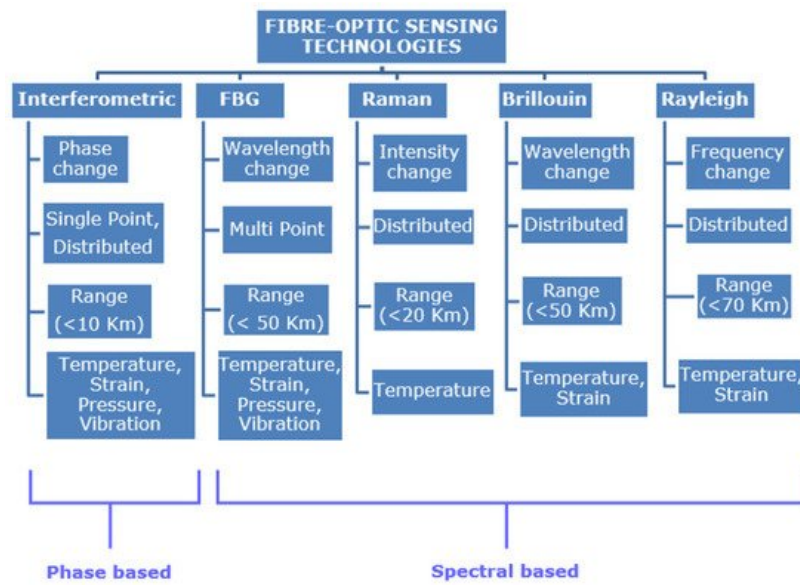 FIBRE-OPTIC SENSING
TECHNOLOGIES
Interferometric
Phase
change
Single Point,
Distributed
Range
(<10 Km)
Temperature,
Strain,
Pressure,
Vibration
FBG
Wavelength
change
Multi Point
Range
(< 50 Km)
Temperature,
Strain,
Pressure,
Vibration
Raman
Intensity
change
Distributed
Range
(<20 Km)
Temperature
Brillouin
Wavelength
change
Distributed
Range
(<50 Km)
Temperature,
Strain
Rayleigh
Frequency
change
Distributed
Range
(<70 Km)
Temperature,
Strain
Phase based
Spectral based